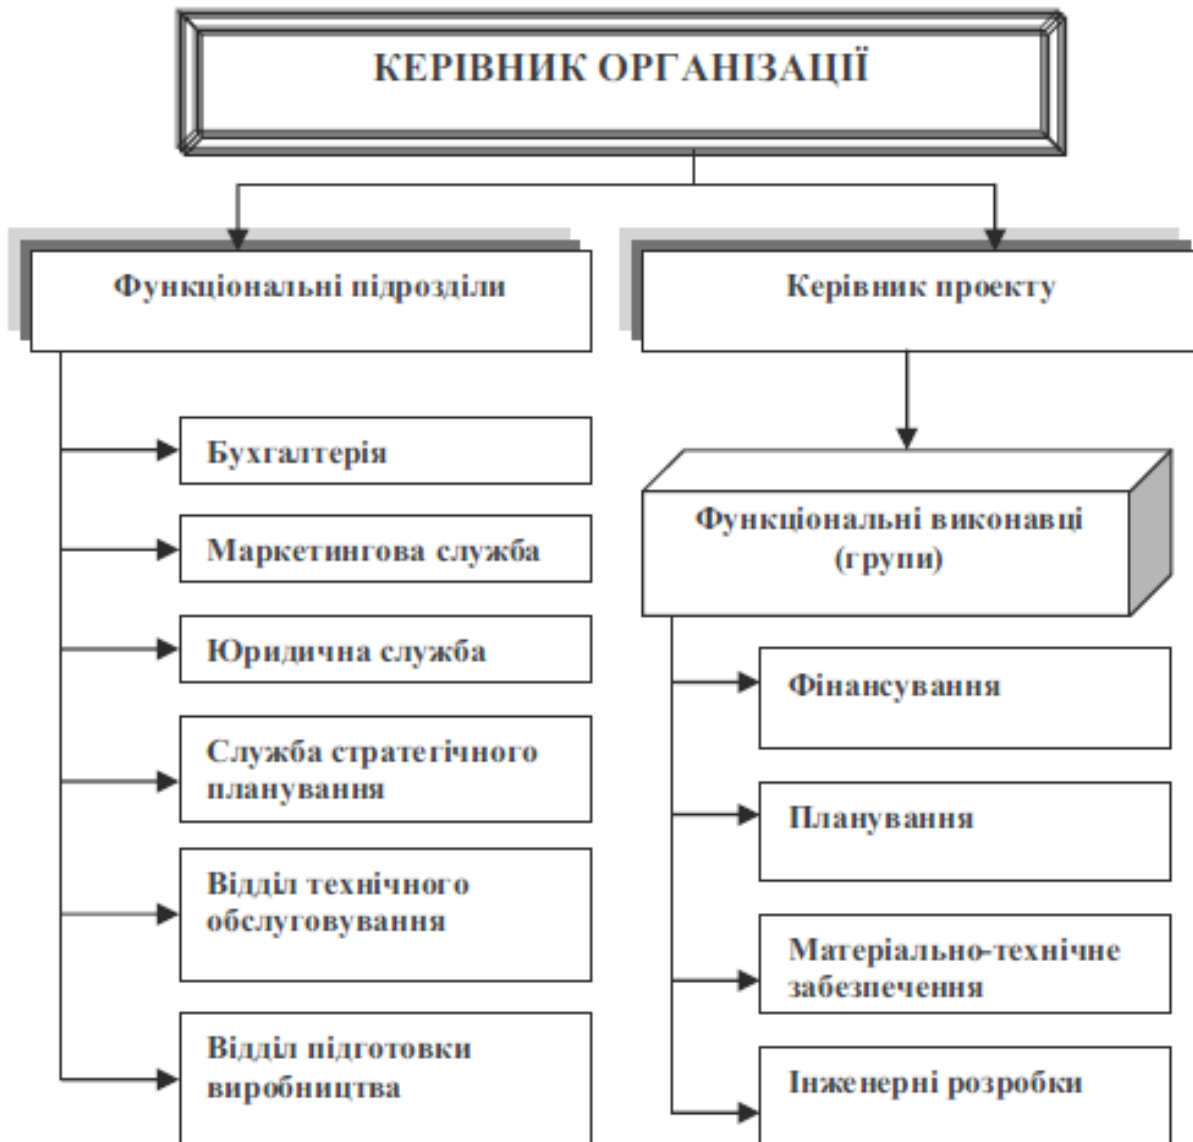 КЕРІВНИК ОРГАНІЗАЦІЇ
Функціональні підрозділи
Керівник проекту
Бухгалтерія
Маркетингова служба
Юридична служба
Служба стратегічного
планування
Відділ технічного
обслуговування
Відділ підготовки
виробництва
Функціональні виконавці
(групи)
Фінансування
Планування
Матеріально-технічне
забезпечення
Інженерні розробки